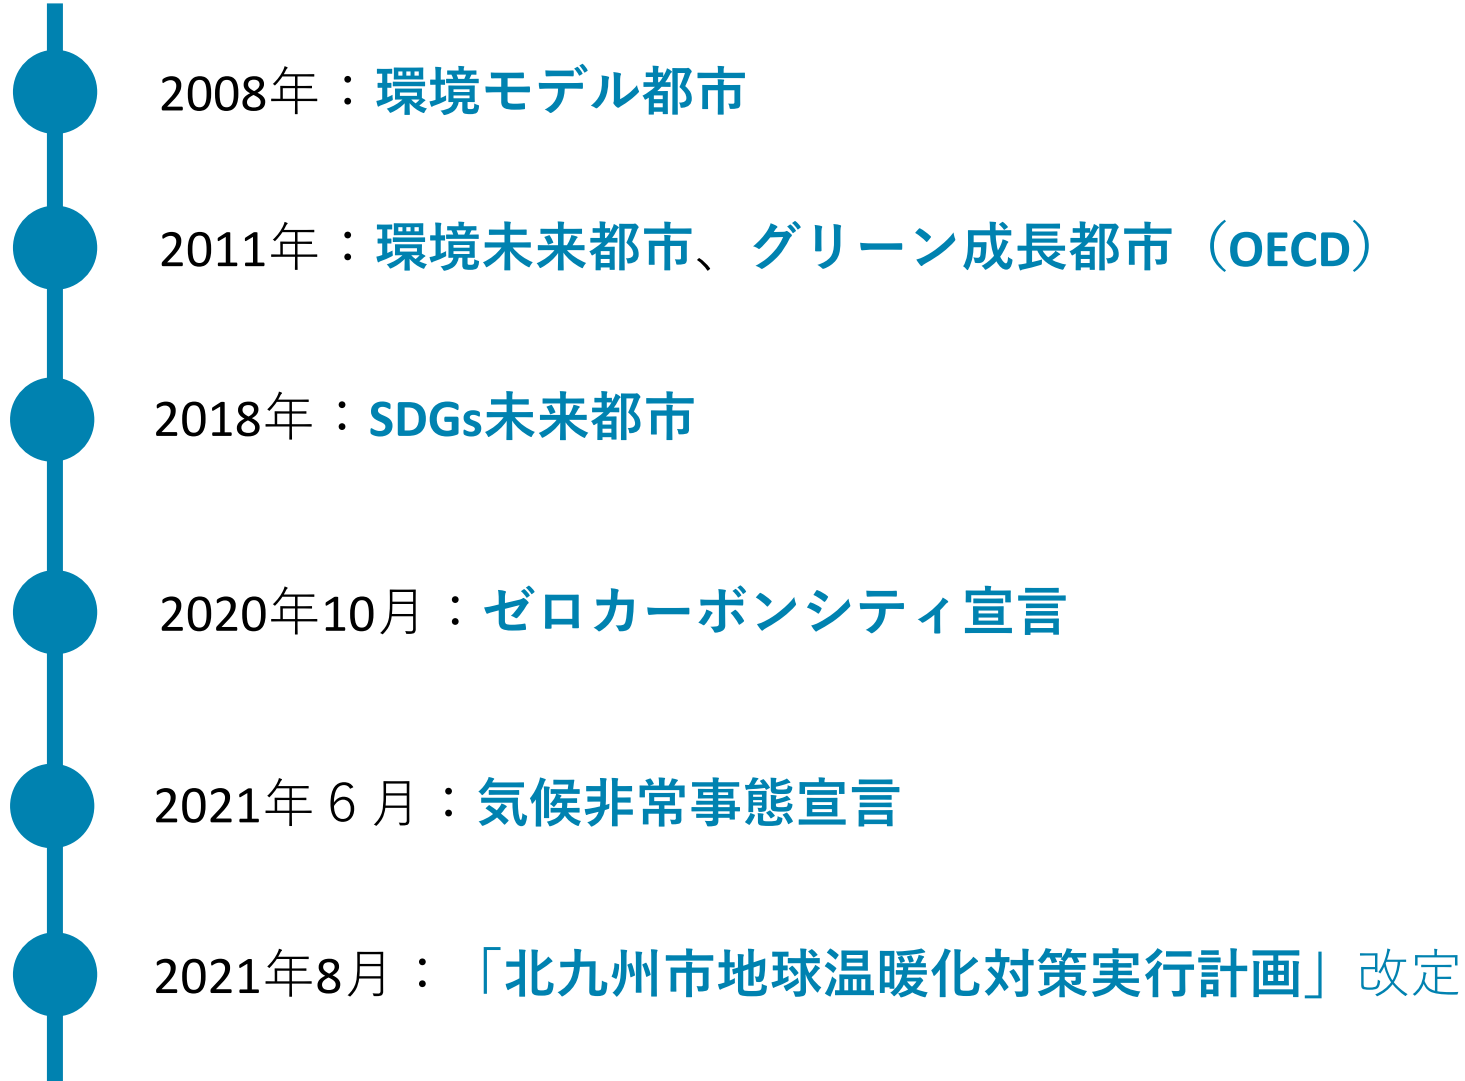 2008年：環境モデル都市
2011年：環境未来都市、グリーン成長都市（OECD）
2018年：SDGs未来都市
2020年10月：ゼロカーボンシティ宣言
2021年６月：気候非常事態宣言
2021年8月：「北九州市地球温暖化対策実行計画」改定